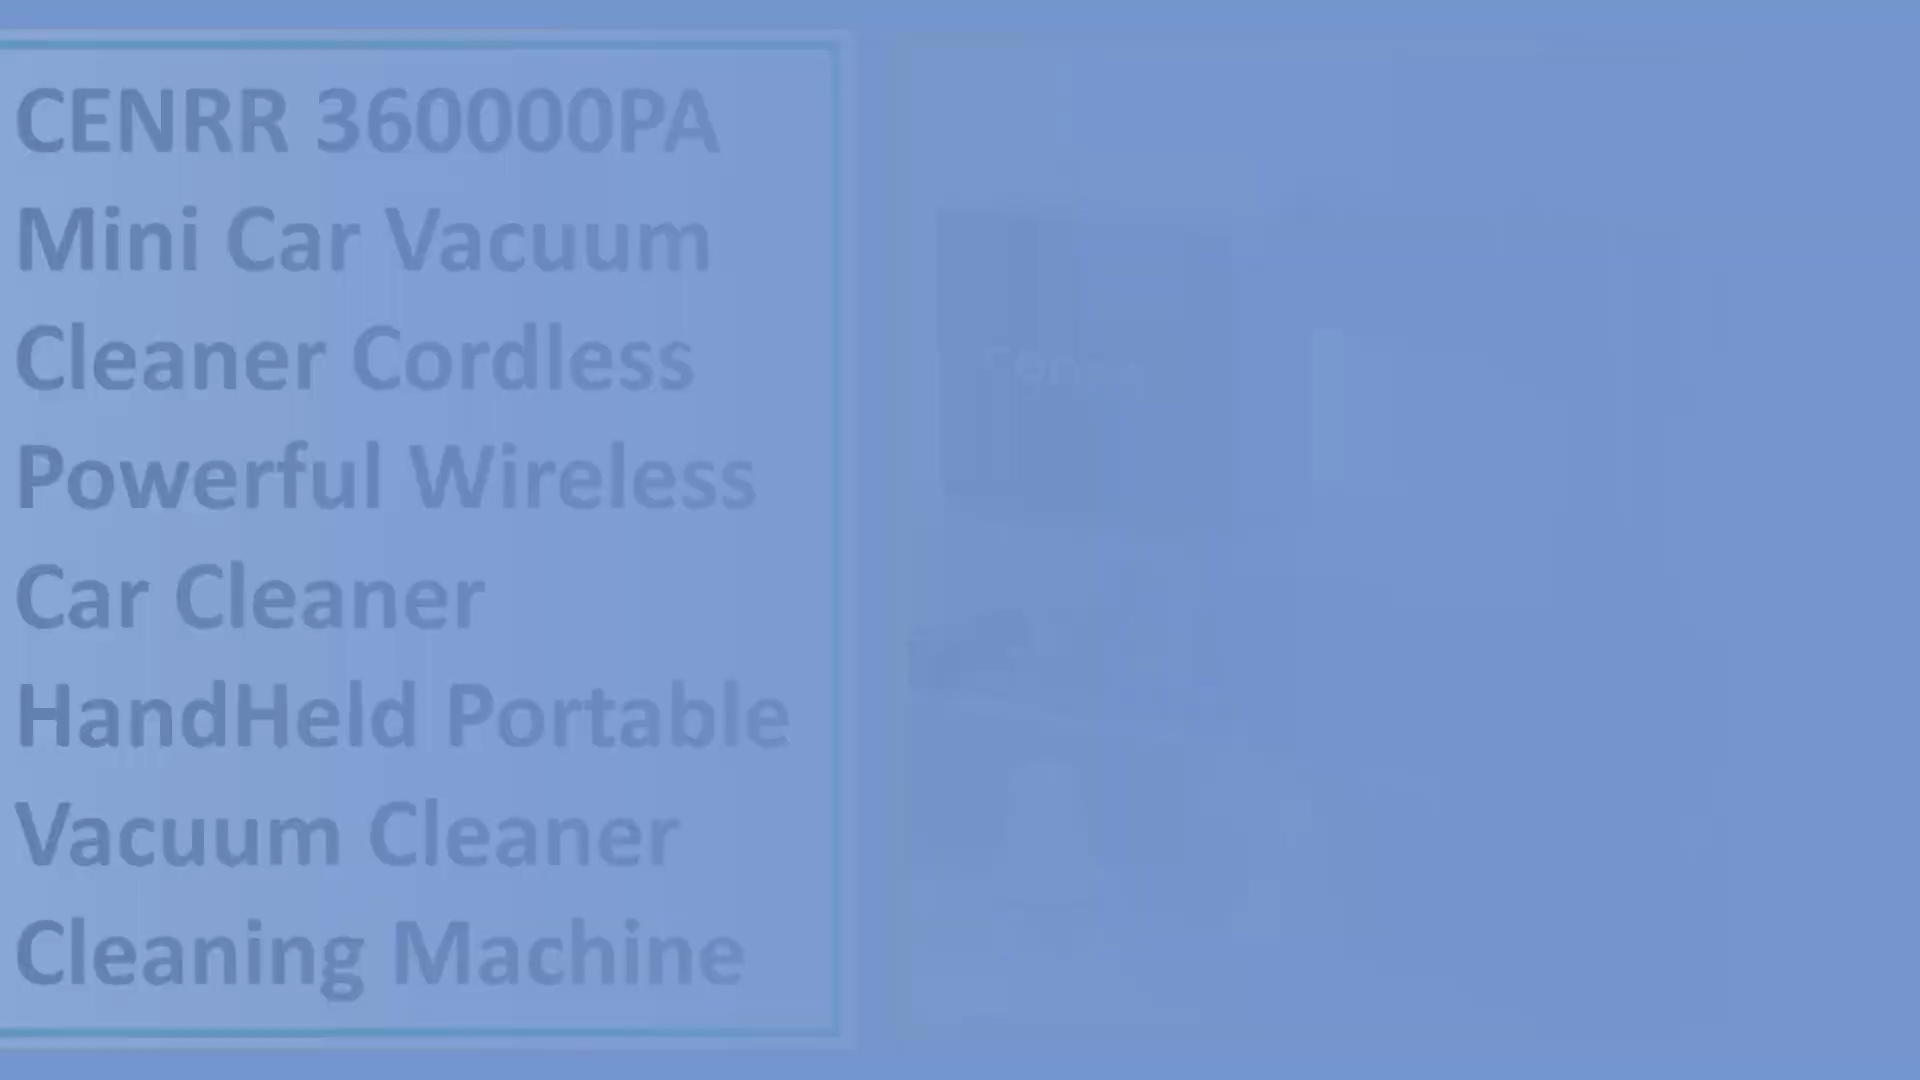 CENRR 360000PA
Mini Car Vacuum
Cleaner Cordless
Powerful Wireless
Car Cleaner
HandHeld Portable
Vacuum Cleaner
Cleaning Machine